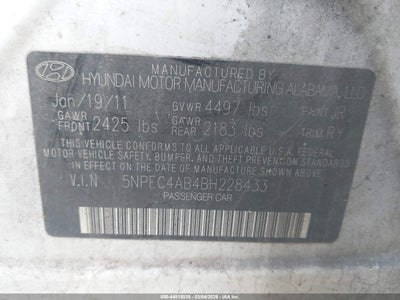 MANUFACTURED BY
HYUNDAI MOTOR MANUFACTURING ALABAMA, LLC
Jan/19/11 GVWR 4497 lbs PAINT JR
GAWR FRONT 2425 lbs GAWR REAR 2183 lbs TRIM RY
THIS VEHICLE CONFORMS TO ALL APPLICABLE U.S.A. FEDERAL
MOTOR VEHICLE SAFETY, BUMPER, AND THEFT PREVENTION STANDARDS
IN EFFECT ON THE DATE OF MANUFACTURE SHOWN ABOVE.
V.I.N 5NPEC4AB4BH228433
PASSENGER CAR